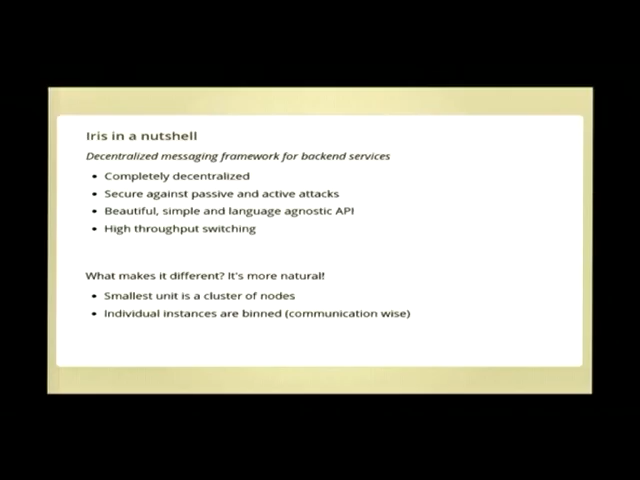 Iris in a nutshell
Decentralized messaging framework for backend services
• Completely decentralized
• Secure against passive and active attacks
• Beautiful, simple and language agnostic API
• High throughput switching
What makes it different? It's more natural!
• Smallest unit is a cluster of nodes
• Individual instances are binned (communication wise)